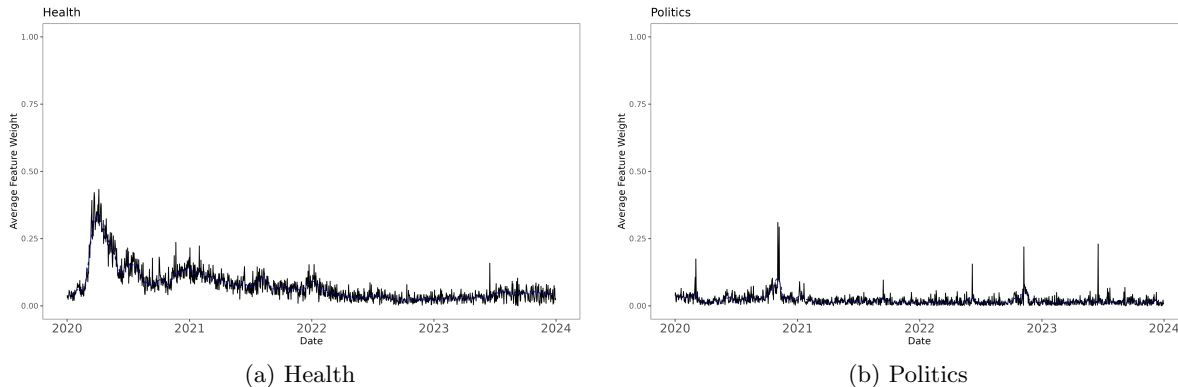 Health
Average Feature Weight
1.00
0.75
0.50
0.25
0.00
2020 2021 2022 2023 2024
Date
(a) Health
Politics
Average Feature Weight
1.00
0.75
0.50
0.25
0.00
2020 2021 2022 2023 2024
Date
(b) Politics